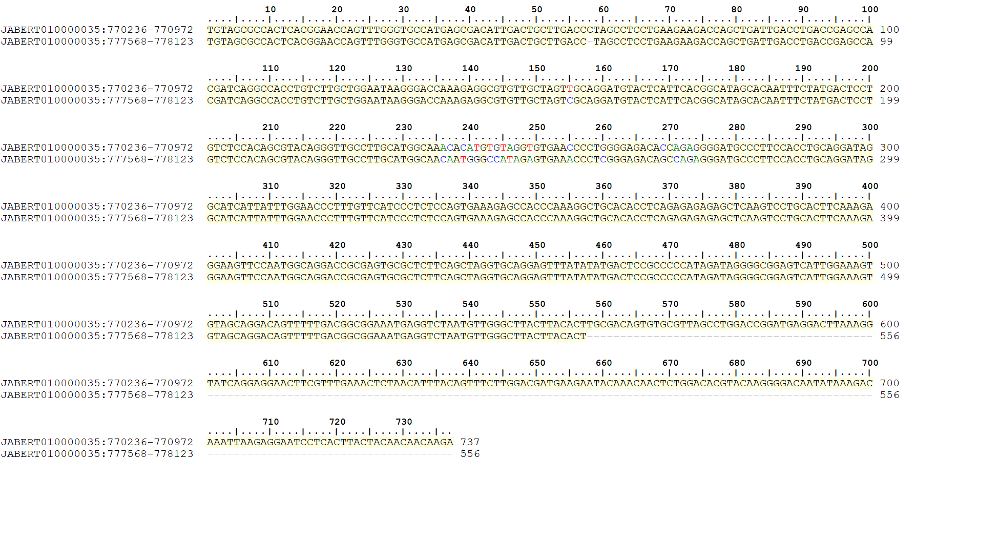 10 20 30 40 50 60 70 80 90 100
....|....|....|....|....|....|....|....|....|....|....|....|....|....|....|....|....|....|....|....|
JABERT010000035:770236-770972 TGTAGCGCCACTCACGGAACCAGTTTGGGTGCCATGAGCGACATTGACTGCTTGACCCTAGCCTCCTGAAGAAGACCAGCTGATTGACCTGACCGAGCCA 100
JABERT010000035:777568-778123 TGTAGCGCCACTCACGGAACCAGTTTGGGTGCCATGAGCGACATTGACTGCTTGACC-TAGCCTCCTGAAGAAGACCAGCTGATTGACCTGACCGAGCCA 99
110 120 130 140 150 160 170 180 190 200
....|....|....|....|....|....|....|....|....|....|....|....|....|....|....|....|....|....|....|....|
JABERT010000035:770236-770972 CGATCAGGCCACCTGTCTTGCTGGAATAAGGGACCAAAGAGGCGTGTTGCTAGTTGCAGGATGTACTCATTCACGGCATAGCACAATTTCTATGACTCCT 200
JABERT010000035:777568-778123 CGATCAGGCCACCTGTCTTGCTGGAATAAGGGACCAAAGAGGCGTGTTGCTAGTCGCAGGATGTACTCATTCACGGCATAGCACAATTTCTATGACTCCT 199
210 220 230 240 250 260 270 280 290 300
....|....|....|....|....|....|....|....|....|....|....|....|....|....|....|....|....|....|....|....|
JABERT010000035:770236-770972 GTCTCCACAGCGTACAGGGTTGCCTTGCATGGCAAACACACATGTGTAGGTGTGAACCCCTGGGGAGACACCAGAGGGGATGCCCTTCCACCTGCAGGATAG 300
JABERT010000035:777568-778123 GTCTCCACAGCGTACAGGGTTGCCTTGCATGGCAACAATGGGCCATAGAGTGAAACCCTCGGGAGACAGCCAGAGGGATGCCCTTCCACCTGCAGGATAG 299
310 320 330 340 350 360 370 380 390 400
....|....|....|....|....|....|....|....|....|....|....|....|....|....|....|....|....|....|....|....|
JABERT010000035:770236-770972 GCATCATTATTTGGAACCCTTTGTTCATCCCTCTCCAGTGAAAGAGCCACCCAAAGGCTGCACACCTCAGAGAGAGAGCTCAAGTCCTGCACTTCAAAGA 400
JABERT010000035:777568-778123 GCATCATTATTTGGAACCCTTTGTTCATCCCTCTCCAGTGAAAGAGCCACCCAAAGGCTGCACACCTCAGAGAGAGAGCTCAAGTCCTGCACTTCAAAGA 399
410 420 430 440 450 460 470 480 490 500
....|....|....|....|....|....|....|....|....|....|....|....|....|....|....|....|....|....|....|....|
JABERT010000035:770236-770972 GGAAGTTCCAATGGCAGGACCGCGAGTGCGCTCTTCAGCTAGGTGCAGGAGTTTATATATGACTCCGCCCCCATAGATAGGGGCGGAGTCATTGGAAAGT 500
JABERT010000035:777568-778123 GGAAGTTCCAATGGCAGGACCGCGAGTGCGCTCTTCAGCTAGGTGCAGGAGTTTATATATGACTCCGCCCCCATAGATAGGGGCGGAGTCATTGGAAAGT 499
510 520 530 540 550 560 570 580 590 600
....|....|....|....|....|....|....|....|....|....|....|....|....|....|....|....|....|....|....|....|
JABERT010000035:770236-770972 GTAGCAGGACAGTTTTTGACGGCGGAAATGAGGTCTAATGTTGGGCTTACTTACACTTGCGACAGTGTGCGTTAGCCTGGACCGGATGAGGACTTAAAGG 600
JABERT010000035:777568-778123 GTAGCAGGACAGTTTTTGACGGCGGAAATGAGGTCTAATGTTGGGCTTACTTACACT------------------------------------------- 556
610 620 630 640 650 660 670 680 690 700
....|....|....|....|....|....|....|....|....|....|....|....|....|....|....|....|....|....|....|....|
JABERT010000035:770236-770972 TATCAGGAGGAACTTCGTTTGAAACTCTAACATTTACAGTTTCTTGGACGATGAAGAATACAAACAACTCTGGACACGTACAAGGGGACAATATAAAGAC 700
JABERT010000035:777568-778123 ---------------------------------------------------------------------------------------------------- 556
710 720 730
....|....|....|....|....|....|....|..
JABERT010000035:770236-770972 AAATTAAGAGGAATCCTCACTTACTACAACAACAAGA 737
JABERT010000035:777568-778123 ------------------------------------- 556